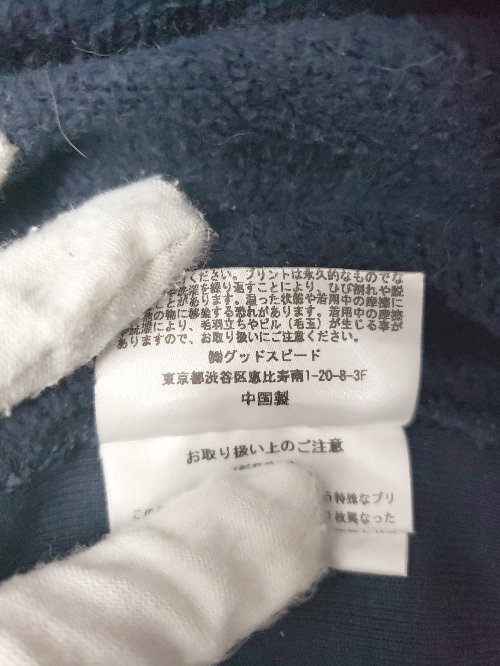 ください。プリントは永久的なものでな
洗濯を繰り返すことにより、ひび割れや脱
があります。湿った状態や着用中の摩擦に
の物に移染する恐れがあります。着用中の摩擦
洗濯により、毛羽立ちやピル（毛玉）が生じる事が
ありますので、お取り扱いにご注意ください。
㈱グッドスピード
東京都渋谷区恵比寿南1-20-8-3F
中国製
お取り扱い上のご注意
この
う特殊なプリ
枚異なった